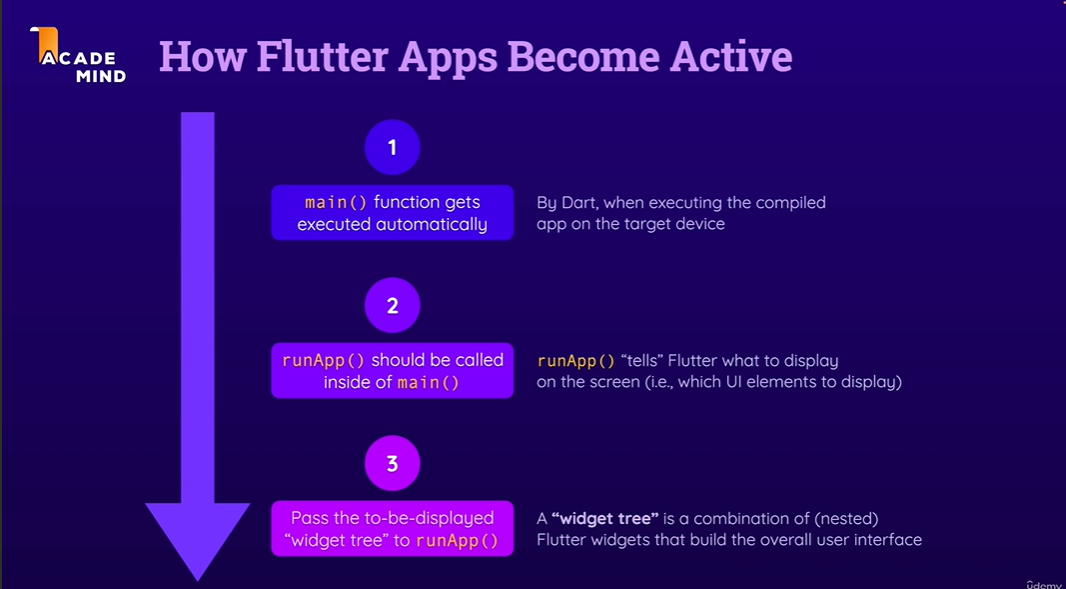 ACADE
MIND
How Flutter Apps Become Active
1
main() function gets
executed automatically
By Dart, when executing the compiled
app on the target device
2
runApp() should be called
inside of main()
runApp() “tells” Flutter what to display
on the screen (i.e., which UI elements to display)
3
Pass the to-be-displayed
“widget tree” to runApp()
A “widget tree” is a combination of (nested)
Flutter widgets that build the overall user interface
ûdemy